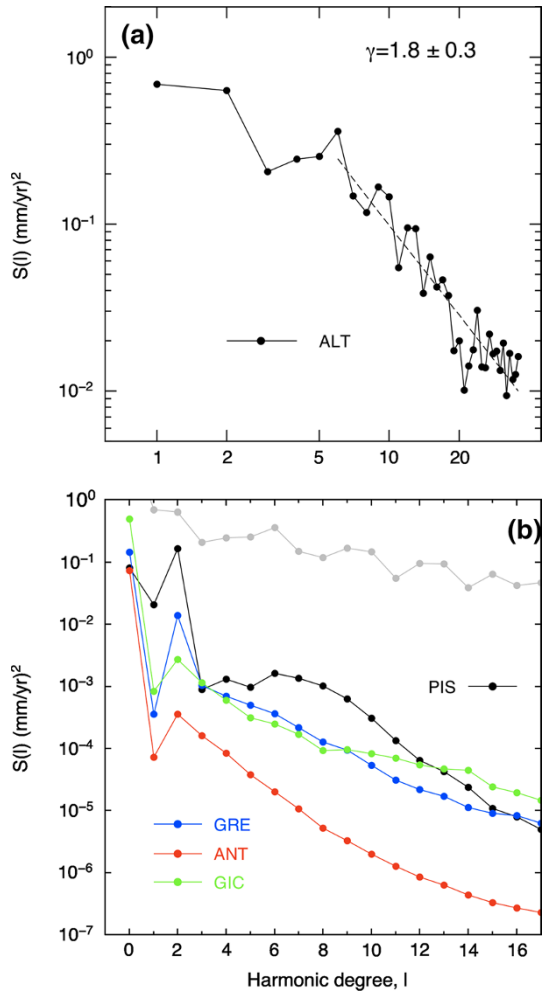 (a)
γ=1.8 ± 0.3
10⁰
10⁻¹
10⁻²
S(l) (mm/yr)²
ALT
1 2 5 10 20
(b)
10⁰
10⁻¹
10⁻²
10⁻³
10⁻⁴
10⁻⁵
10⁻⁶
10⁻⁷
S(l) (mm/yr)²
PIS
GRE
ANT
GIC
0 2 4 6 8 10 12 14 16
Harmonic degree, l